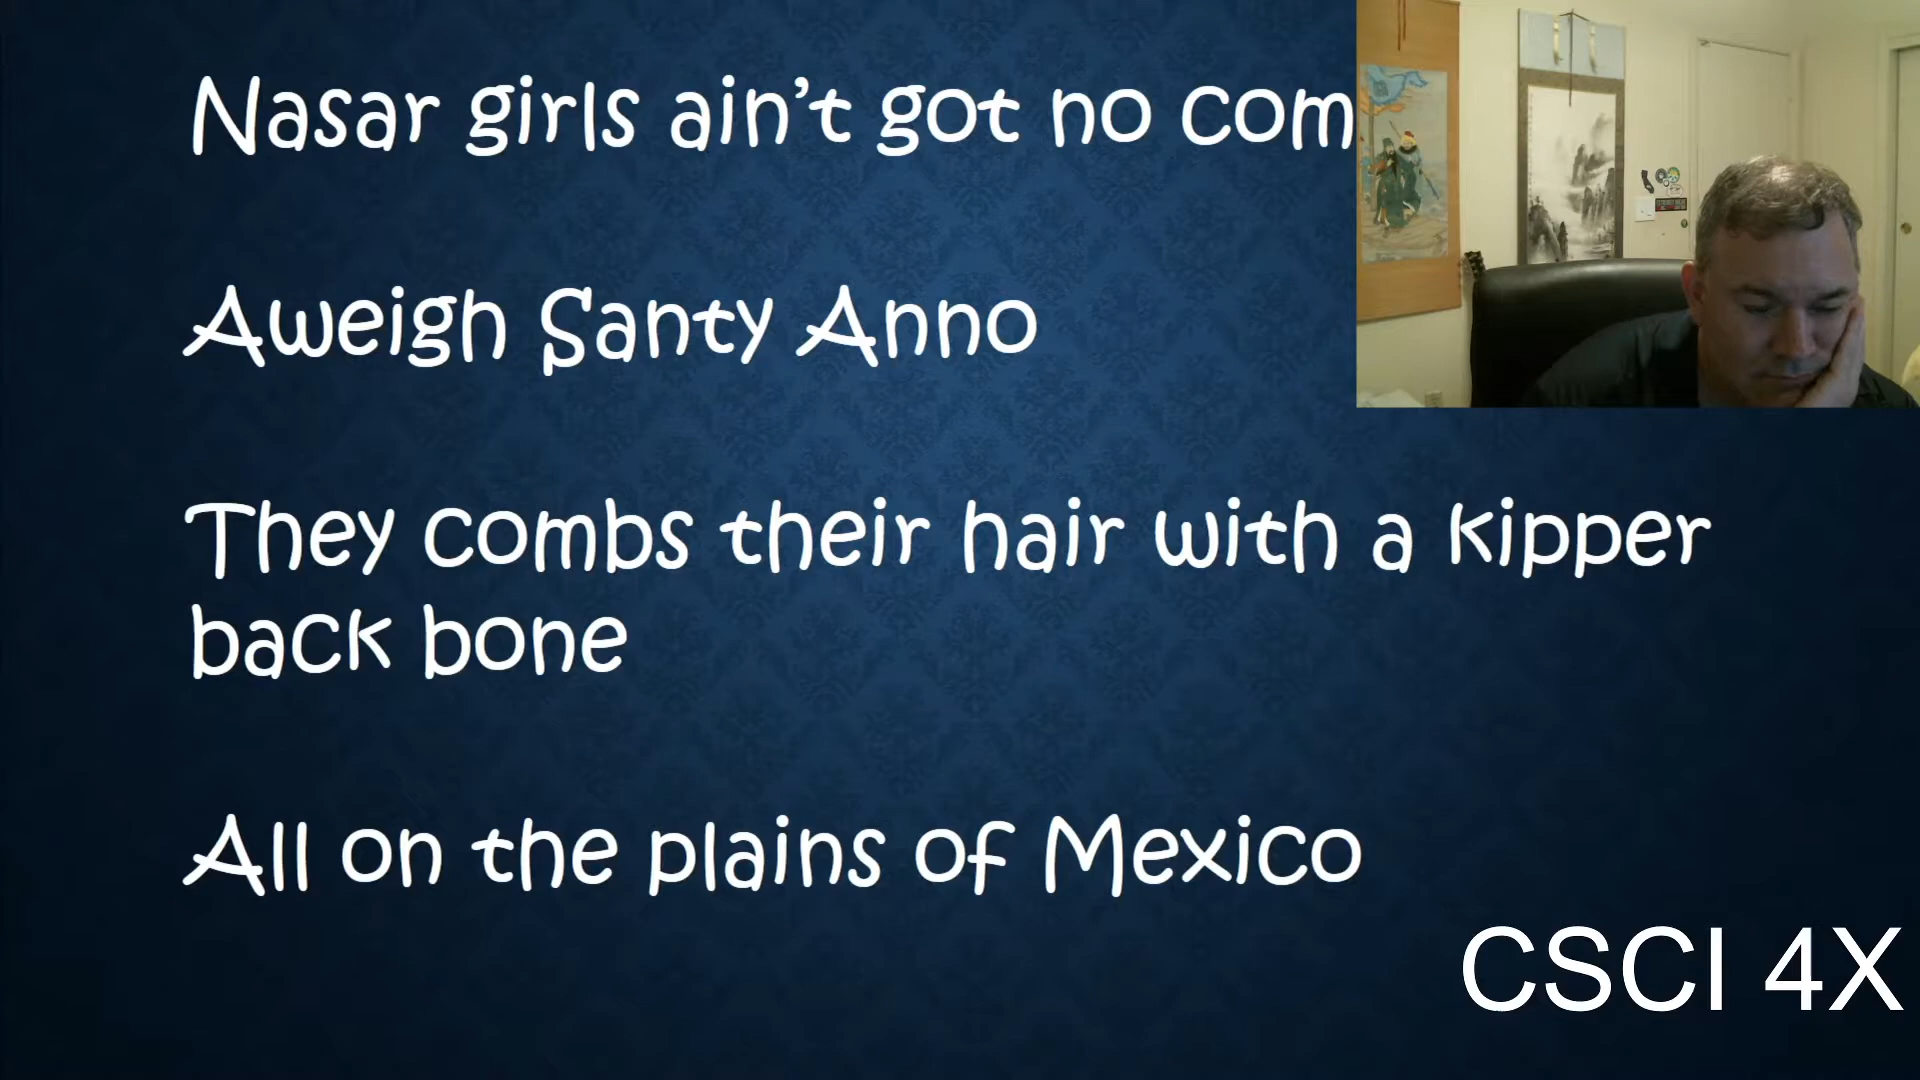 Nasar girls ain't got no com
Aweigh Santy Anno
They combs their hair with a kipper
back bone
All on the plains of Mexico
CSCI 4X